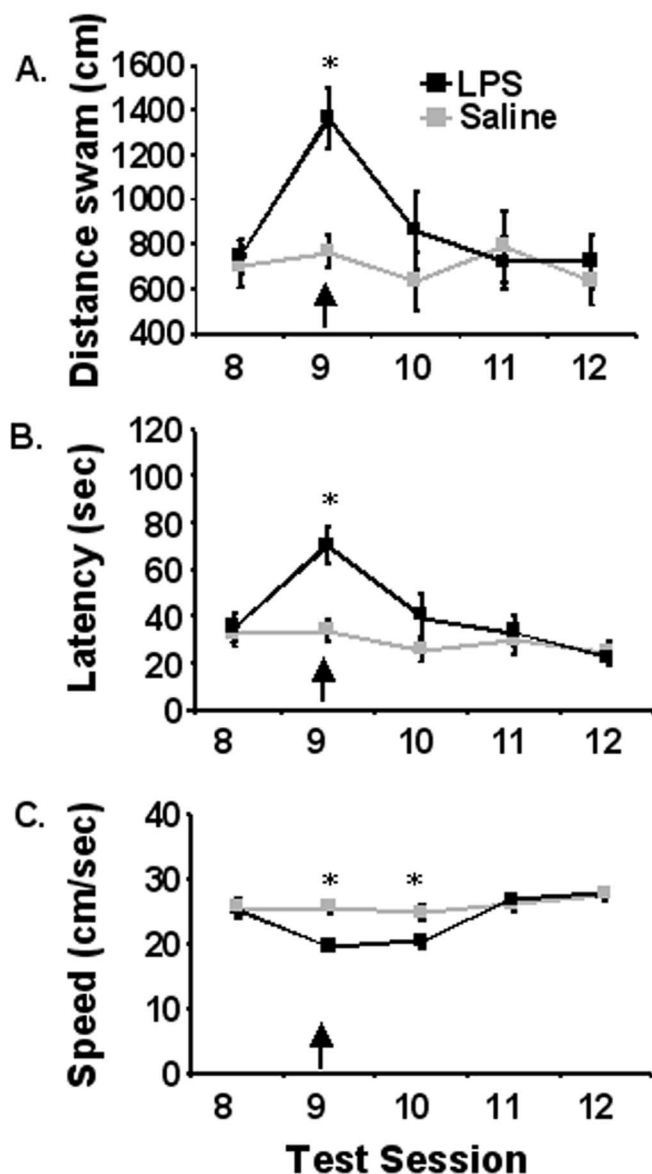 A.
Distance swam (cm)
1600
1400
1200
1000
800
600
400
*
LPS
Saline
8 9 10 11 12
B.
Latency (sec)
120
100
80
60
40
20
0
*
8 9 10 11 12
C.
Speed (cm/sec)
40
30
20
10
0
* *
8 9 10 11 12
Test Session